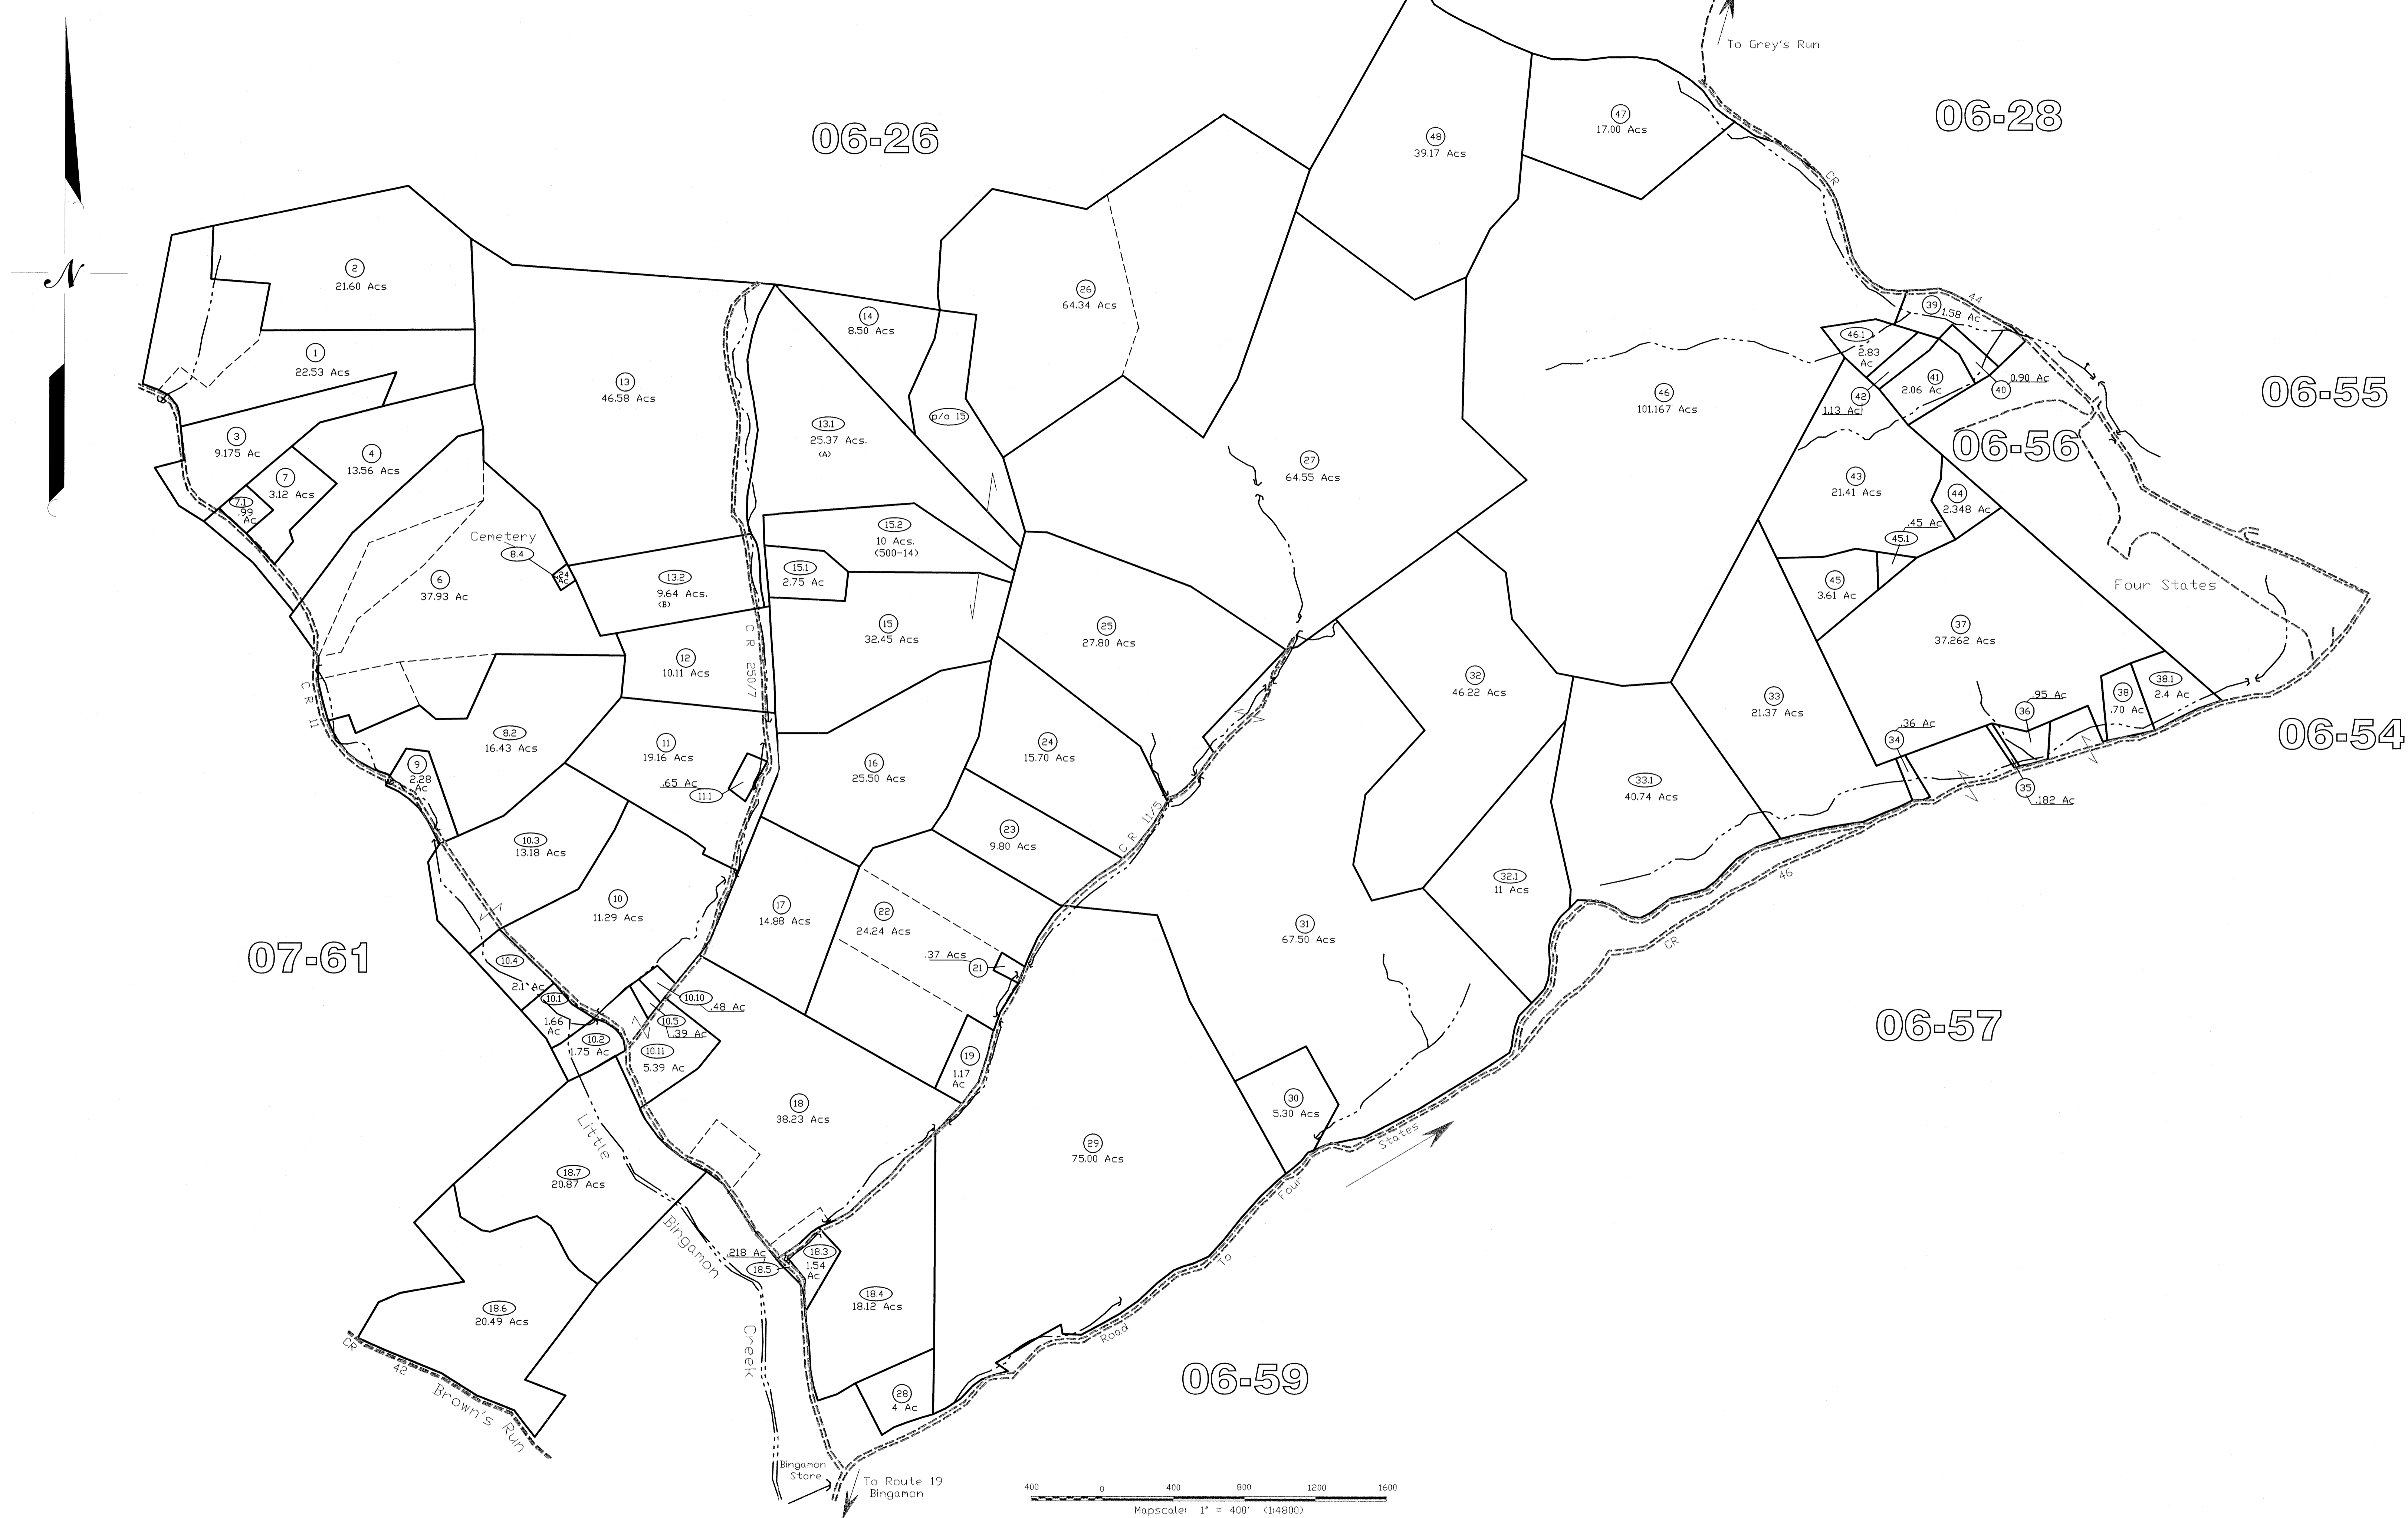 To Grey's Run
06-26
06-28
47
17.00 Acs
48
39.17 Acs
CR
N
2
21.60 Acs
26
64.34 Acs
44
39
1.58 Ac
14
8.50 Acs
46.1
2.83
Ac
1
22.53 Acs
13
46.58 Acs
46
101.167 Acs
41
2.06 Ac
40
0.90 Ac
42
1.13 Ac
06-55
p/o 15
13.1
25.37 Acs.
(A)
3
9.175 Ac
4
13.56 Acs
06-56
27
64.55 Acs
7
3.12 Acs
7.1
.99
Ac
43
21.41 Acs
44
2.348 Ac
15.2
10 Acs.
(500-14)
.45 Ac
45.1
Cemetery
8.4
.24
Ac
6
37.93 Ac
13.2
9.64 Acs.
(B)
15.1
2.75 Ac
45
3.61 Ac
Four States
15
32.45 Acs
25
27.80 Acs
37
37.262 Acs
C R 250/7
12
10.11 Acs
32
46.22 Acs
33
21.37 Acs
38
.70 Ac
38.1
2.4 Ac
.95 Ac
36
C R 11
8.2
16.43 Acs
11
19.16 Acs
24
15.70 Acs
.36 Ac
34
06-54
9
2.28
Ac
16
25.50 Acs
.65 Ac
11.1
33.1
40.74 Acs
35
.182 Ac
C R 11/5
10.3
13.18 Acs
23
9.80 Acs
46
32.1
11 Acs
10
11.29 Acs
17
14.88 Acs
22
24.24 Acs
31
67.50 Acs
CR
07-61
10.4
2.1 Ac
.37 Acs
21
10.1
1.66
Ac
10.10
.48 Ac
10.5
.39 Ac
06-57
10.2
1.75 Ac
10.11
5.39 Ac
19
1.17
Ac
18
38.23 Acs
30
5.30 Acs
29
75.00 Acs
18.7
20.87 Acs
Little
Bingamon
Creek
.218 Ac
18.5
18.3
1.54
Ac
18.4
18.12 Acs
To Four States Road
18.6
20.49 Acs
CR 42
Brown's Run
28
4 Ac
06-59
Bingamon
Store
To Route 19
Bingamon
400 0 400 800 1200 1600
Mapscale: 1" = 400' (1:4800)